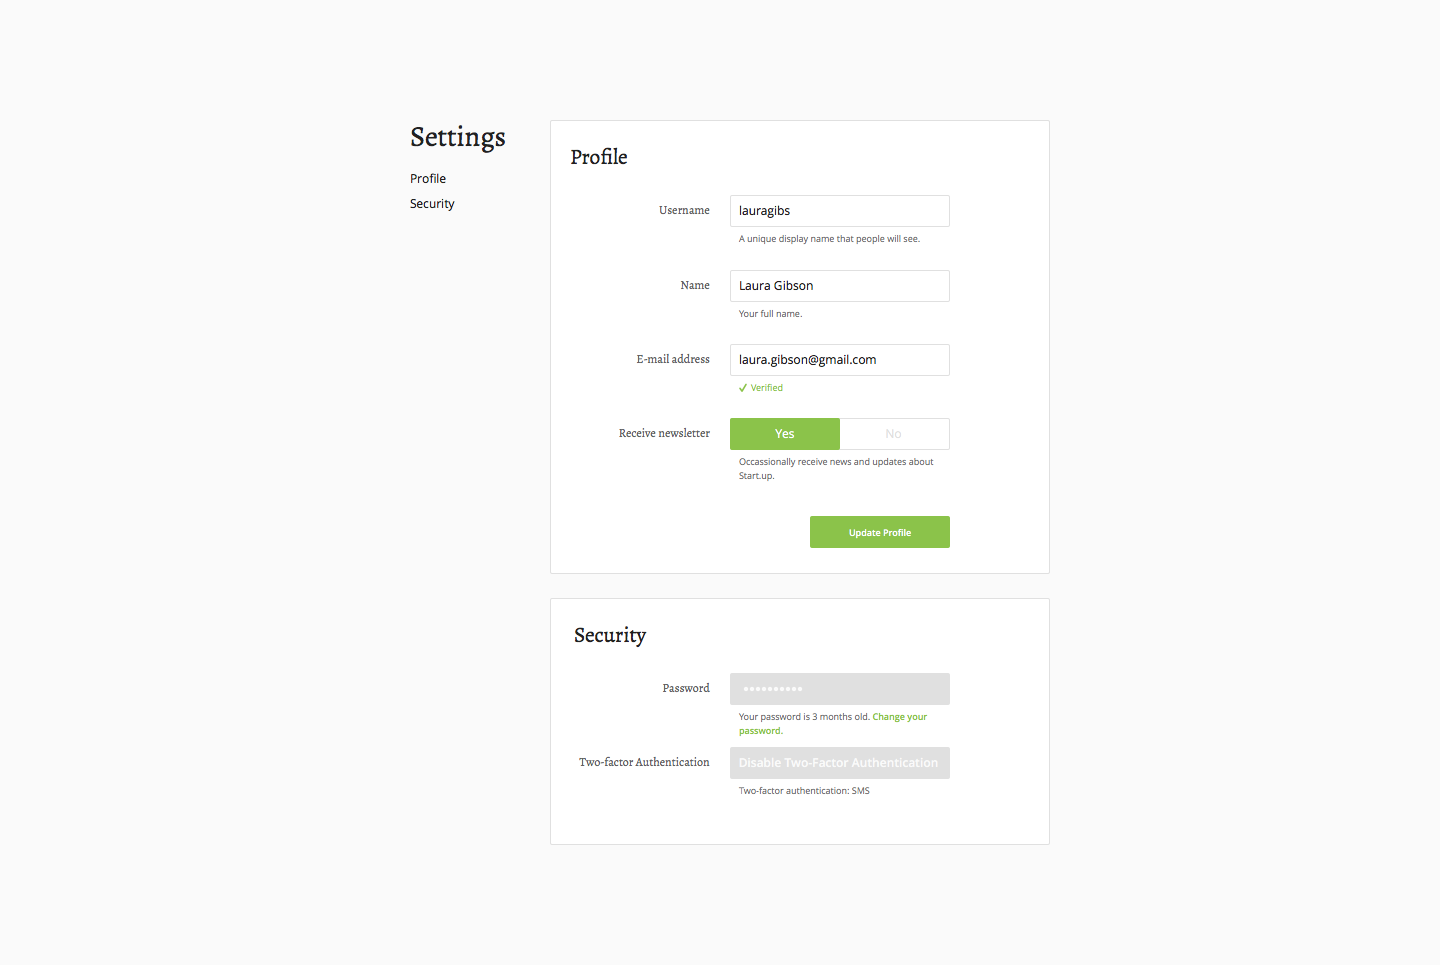 Settings
Profile
Security
Profile
Username
lauragibs
A unique display name that people will see.
Name
Laura Gibson
Your full name.
E-mail address
laura.gibson@gmail.com
✔ Verified
Receive newsletter
Yes
No
Occassionally receive news and updates about
Start.up.
Update Profile
Security
Password
••••••••••
Your password is 3 months old. Change your
password.
Two-factor Authentication
Disable Two-Factor Authentication
Two-factor authentication: SMS